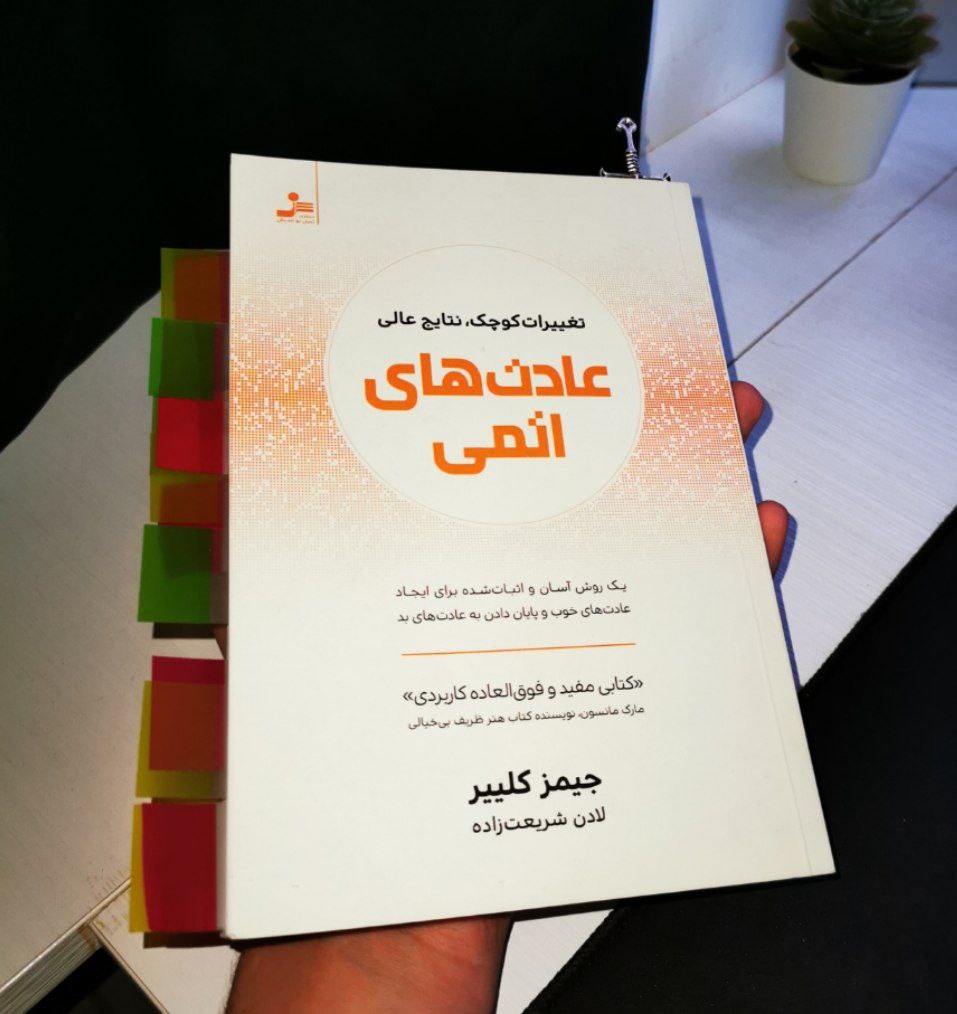 تغییرات کوچک، نتایج عالی
عادت‌های
اتمی
یک روش آسان و اثبات‌شده برای ایجاد
عادت‌های خوب و پایان دادن به عادت‌های بد
«کتابی مفید و فوق‌العاده کاربردی»
مارک مانسون، نویسنده کتاب هنر ظریف بی‌خیالی
جیمز کلییر
لادن شریعت‌زاده